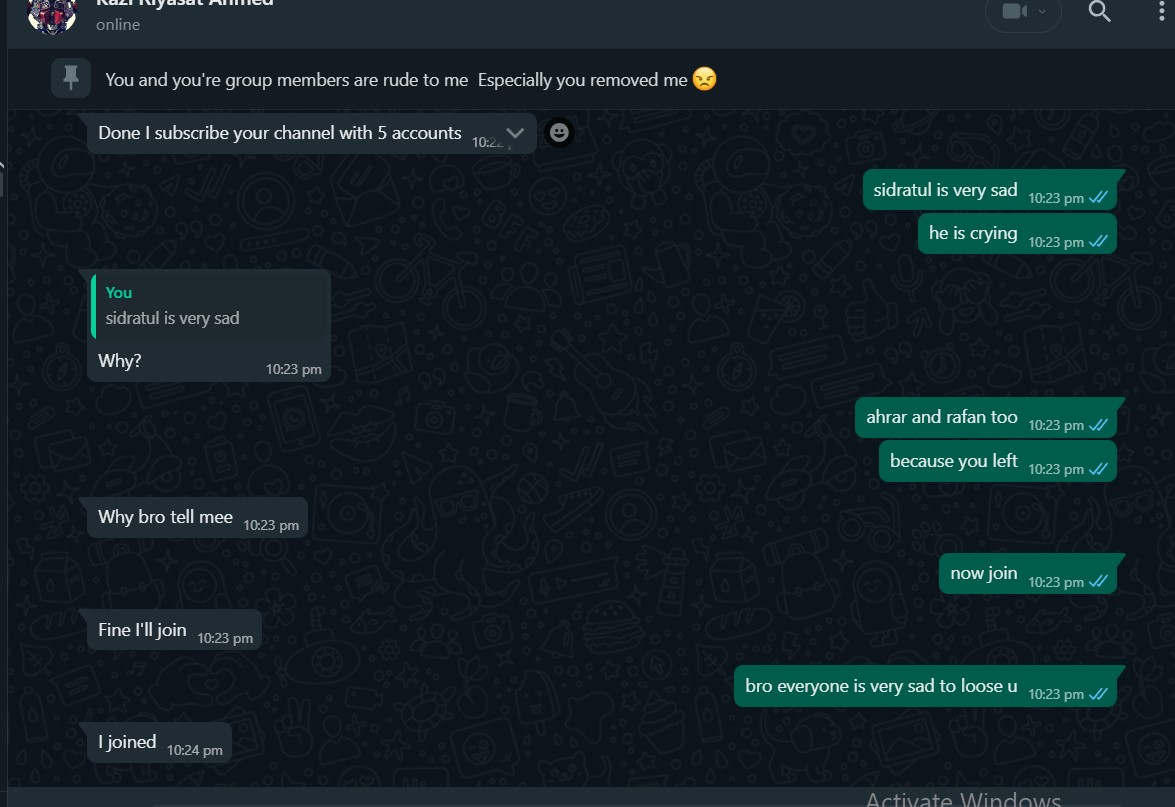 Kazi Riyasat Ahmed
online
You and you're group members are rude to me Especially you removed me 😠
Done I subscribe your channel with 5 accounts 10:22
sidratul is very sad 10:23 pm
he is crying 10:23 pm
You
sidratul is very sad
Why? 10:23 pm
ahrar and rafan too 10:23 pm
because you left 10:23 pm
Why bro tell mee 10:23 pm
now join 10:23 pm
Fine I'll join 10:23 pm
bro everyone is very sad to loose u 10:23 pm
I joined 10:24 pm
Activate Windows